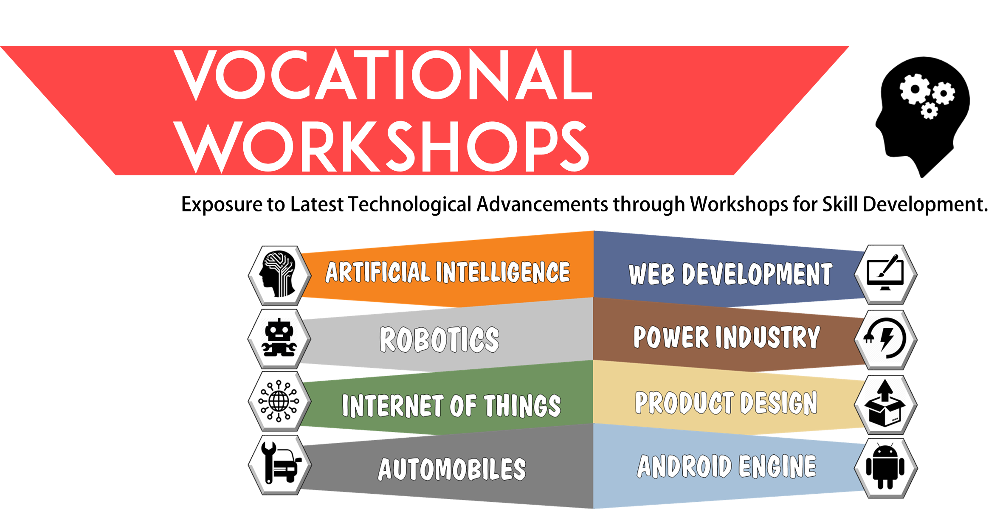 VOCATIONAL
WORKSHOPS
Exposure to Latest Technological Advancements through Workshops for Skill Development.
ARTIFICIAL INTELLIGENCE
WEB DEVELOPMENT
ROBOTICS
POWER INDUSTRY
INTERNET OF THINGS
PRODUCT DESIGN
AUTOMOBILES
ANDROID ENGINE